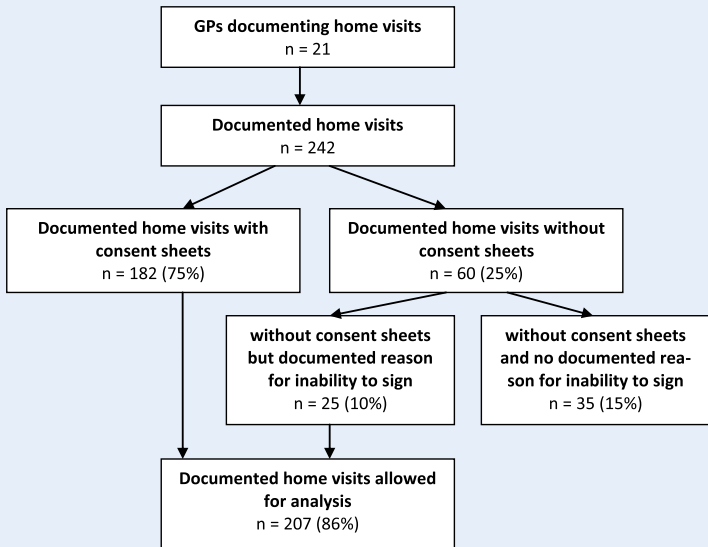 GPs documenting home visits
n = 21
Documented home visits
n = 242
Documented home visits with
consent sheets
n = 182 (75%)
Documented home visits without
consent sheets
n = 60 (25%)
without consent sheets
but documented reason
for inability to sign
n = 25 (10%)
without consent sheets
and no documented rea-
son for inability to sign
n = 35 (15%)
Documented home visits allowed
for analysis
n = 207 (86%)